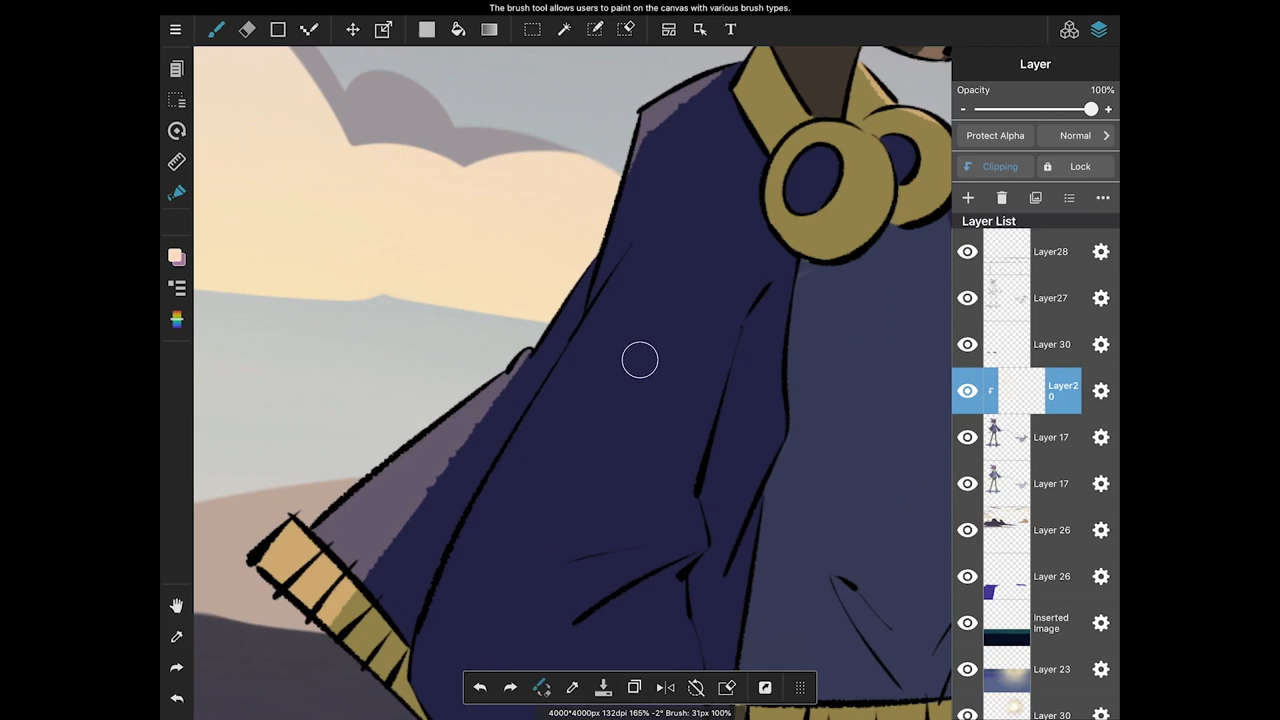 The brush tool allows users to paint on the canvas with various brush types.
T
Layer
Opacity 100%
- +
Protect Alpha Normal
Clipping Lock
Layer List
Layer28
Layer27
Layer 30
Layer2
0
Layer 17
Layer 17
Layer 26
Layer 26
Inserted
Image
Layer 23
Layer 30
4000*4000px 132dpi 165% -2° Brush: 31px 100%